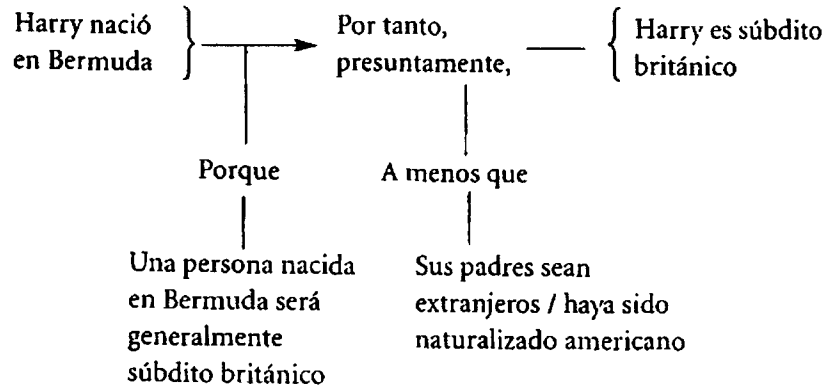 Harry nació
en Bermuda
Por tanto,
presuntamente,
Harry es súbdito
británico
Porque
A menos que
Una persona nacida
en Bermuda será
generalmente
súbdito británico
Sus padres sean
extranjeros / haya sido
naturalizado americano